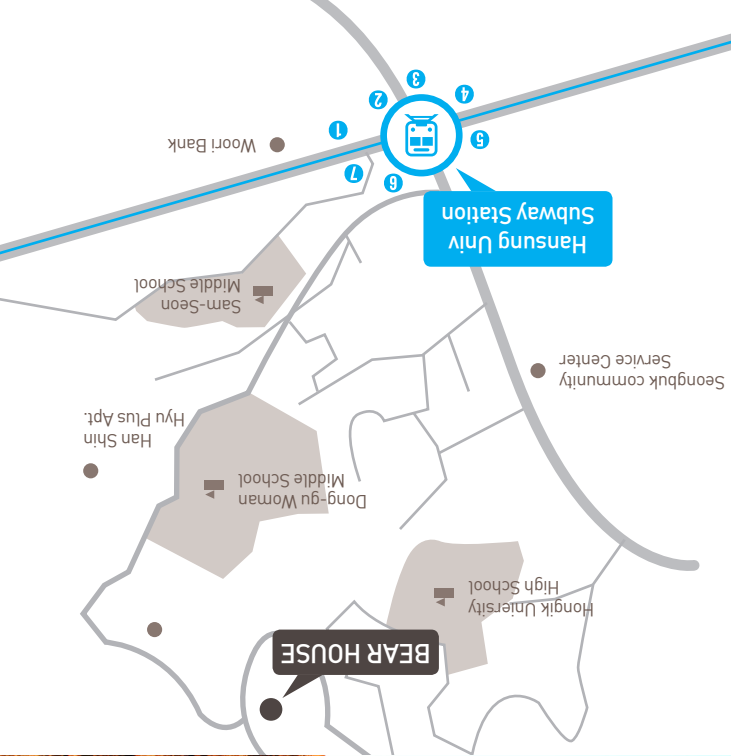 BEAR HOUSE
Hongik Uniersity
High School
Dong-gu Woman
Middle School
Han Shin
Hyu Plus Apt.
Seongbuk community
Service Center
Sam-Seon
Middle School
Hansung Univ
Subway Station
6
7
5
1
Woori Bank
4
2
3